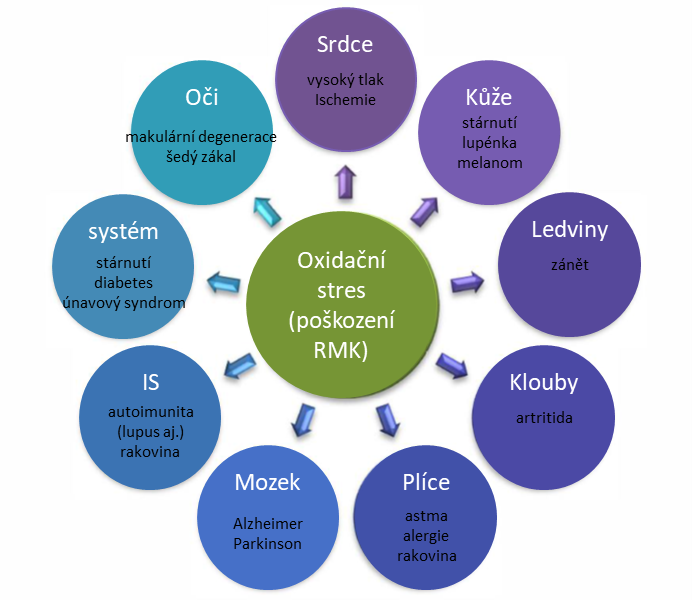 Srdce
vysoký tlak
Ischemie
Kůže
stárnutí
lupénka
melanom
Ledviny
zánět
Klouby
artritida
Plíce
astma
alergie
rakovina
Mozek
Alzheimer
Parkinson
IS
autoimunita
(lupus aj.)
rakovina
systém
stárnutí
diabetes
únavový syndrom
Oči
makulární degenerace
šedý zákal
Oxidační
stres
(poškození
RMK)